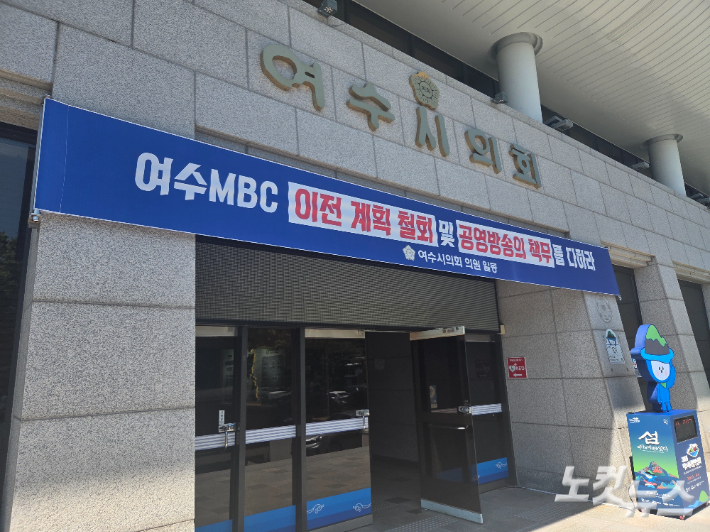 여수시의회
여수MBC 이전 계획 철회 및 공영방송의 책무를 다하라
여수시의회 의원 일동
섬
노컷뉴스